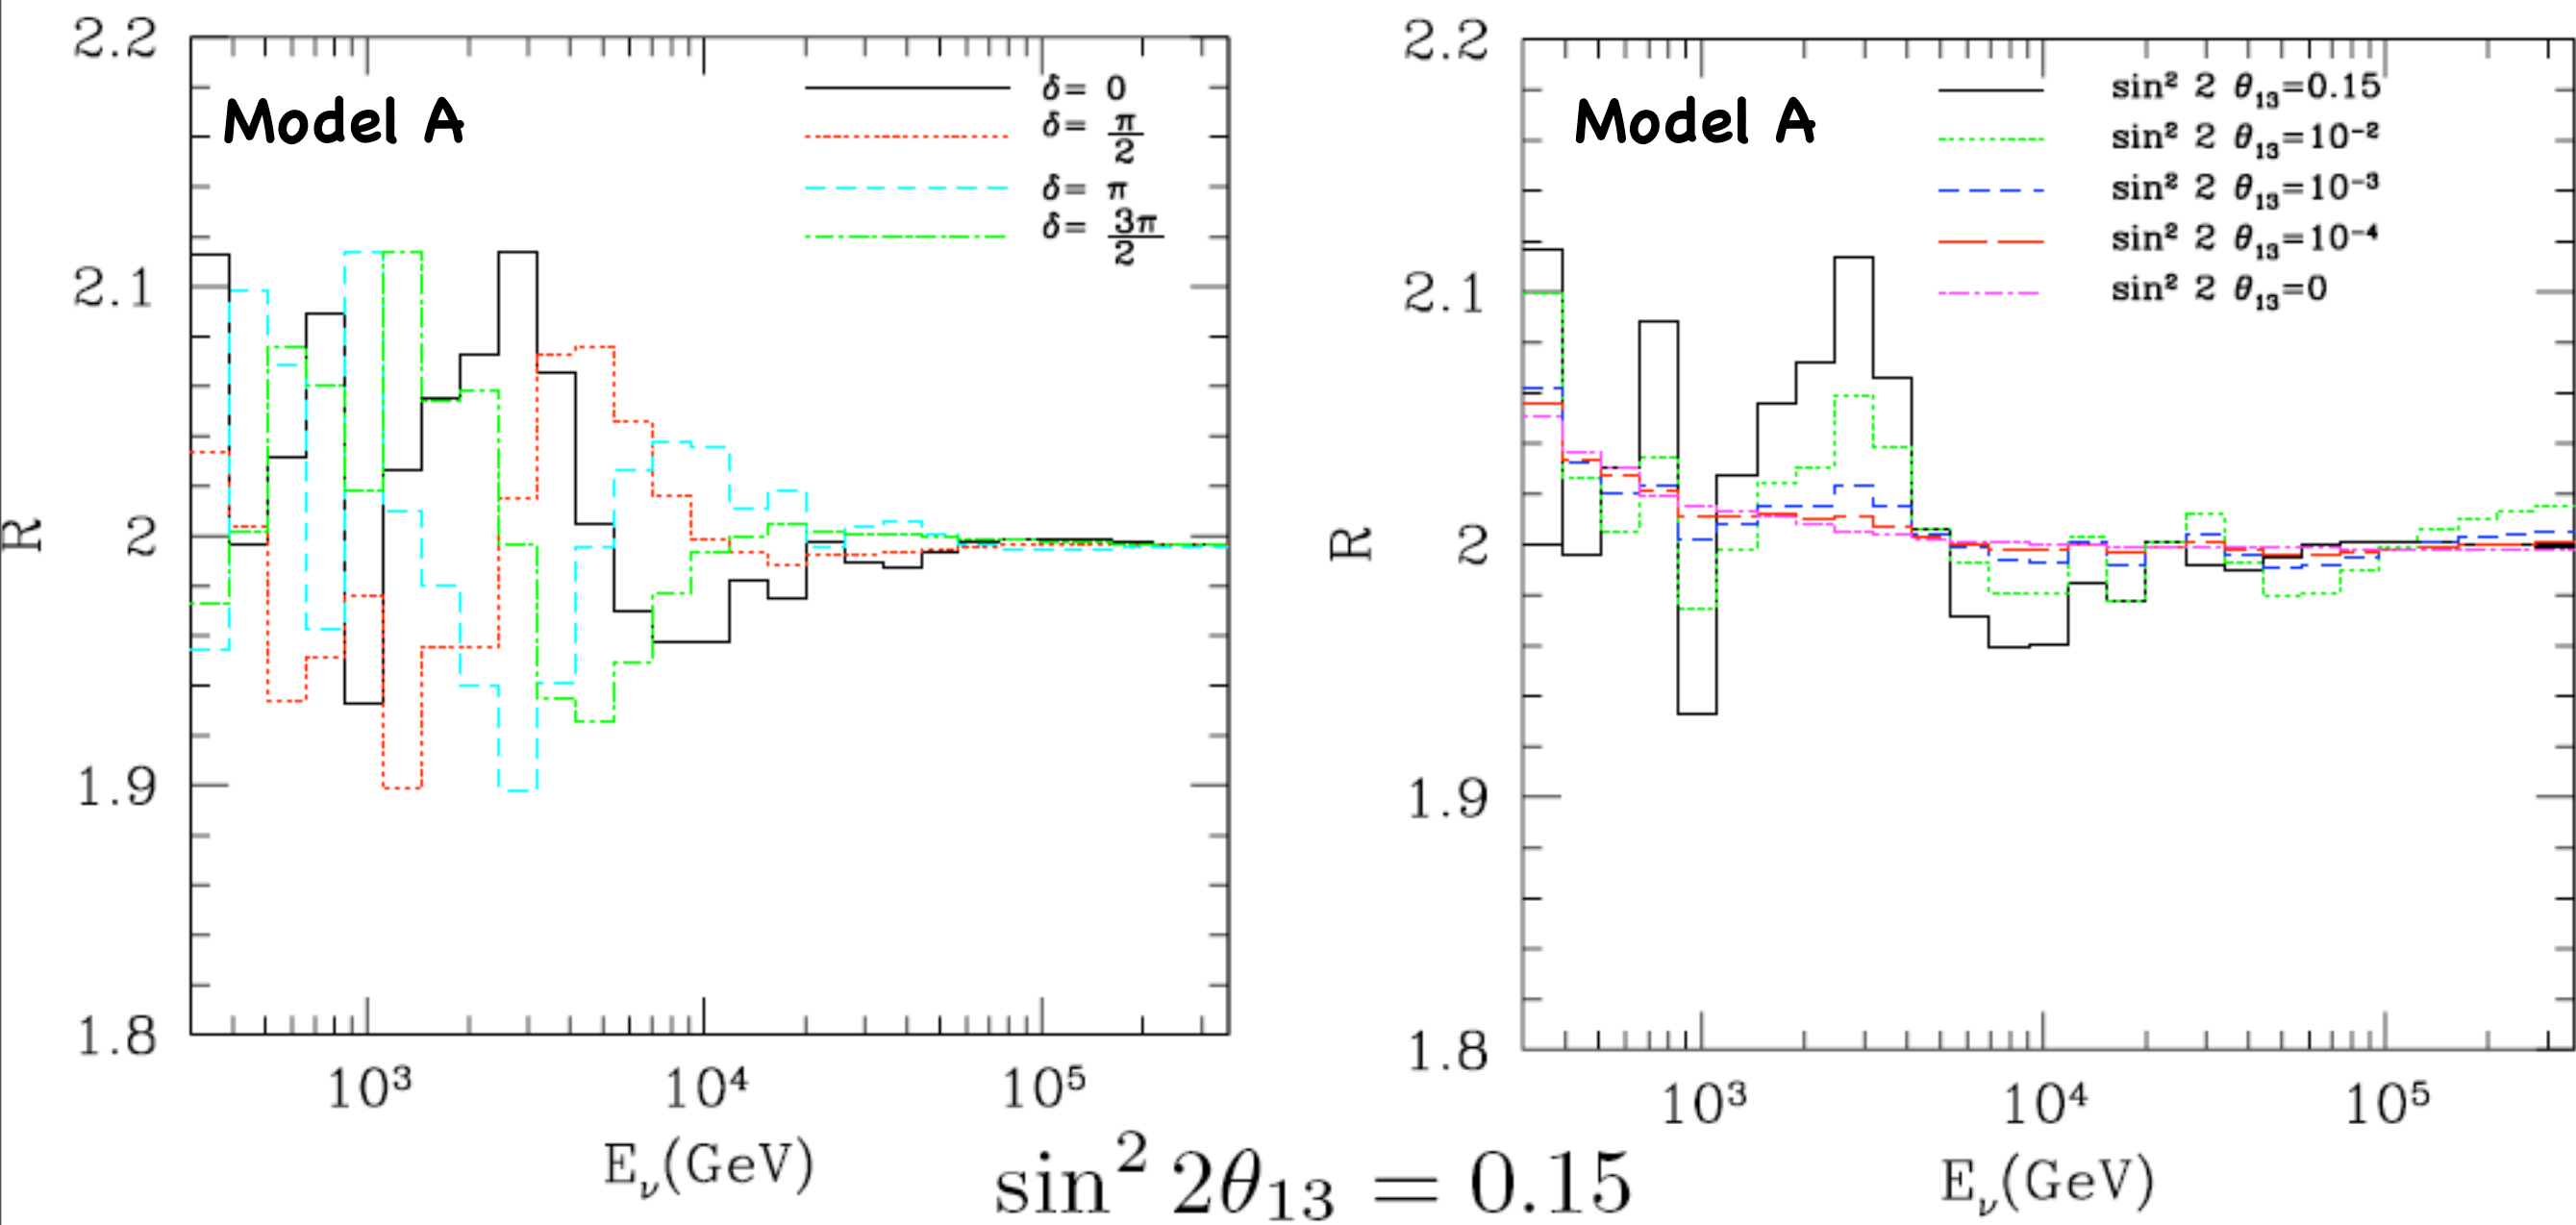 Model A
δ= 0
δ= π/2
δ= π
δ= 3π/2
2.2
2.1
2
1.9
1.8
R
10³
10⁴
10⁵
E_ν(GeV)
Model A
sin² 2 θ₁₃=0.15
sin² 2 θ₁₃=10⁻²
sin² 2 θ₁₃=10⁻³
sin² 2 θ₁₃=10⁻⁴
sin² 2 θ₁₃=0
2.2
2.1
2
1.9
1.8
R
10³
10⁴
10⁵
E_ν(GeV)
sin² 2θ₁₃ = 0.15